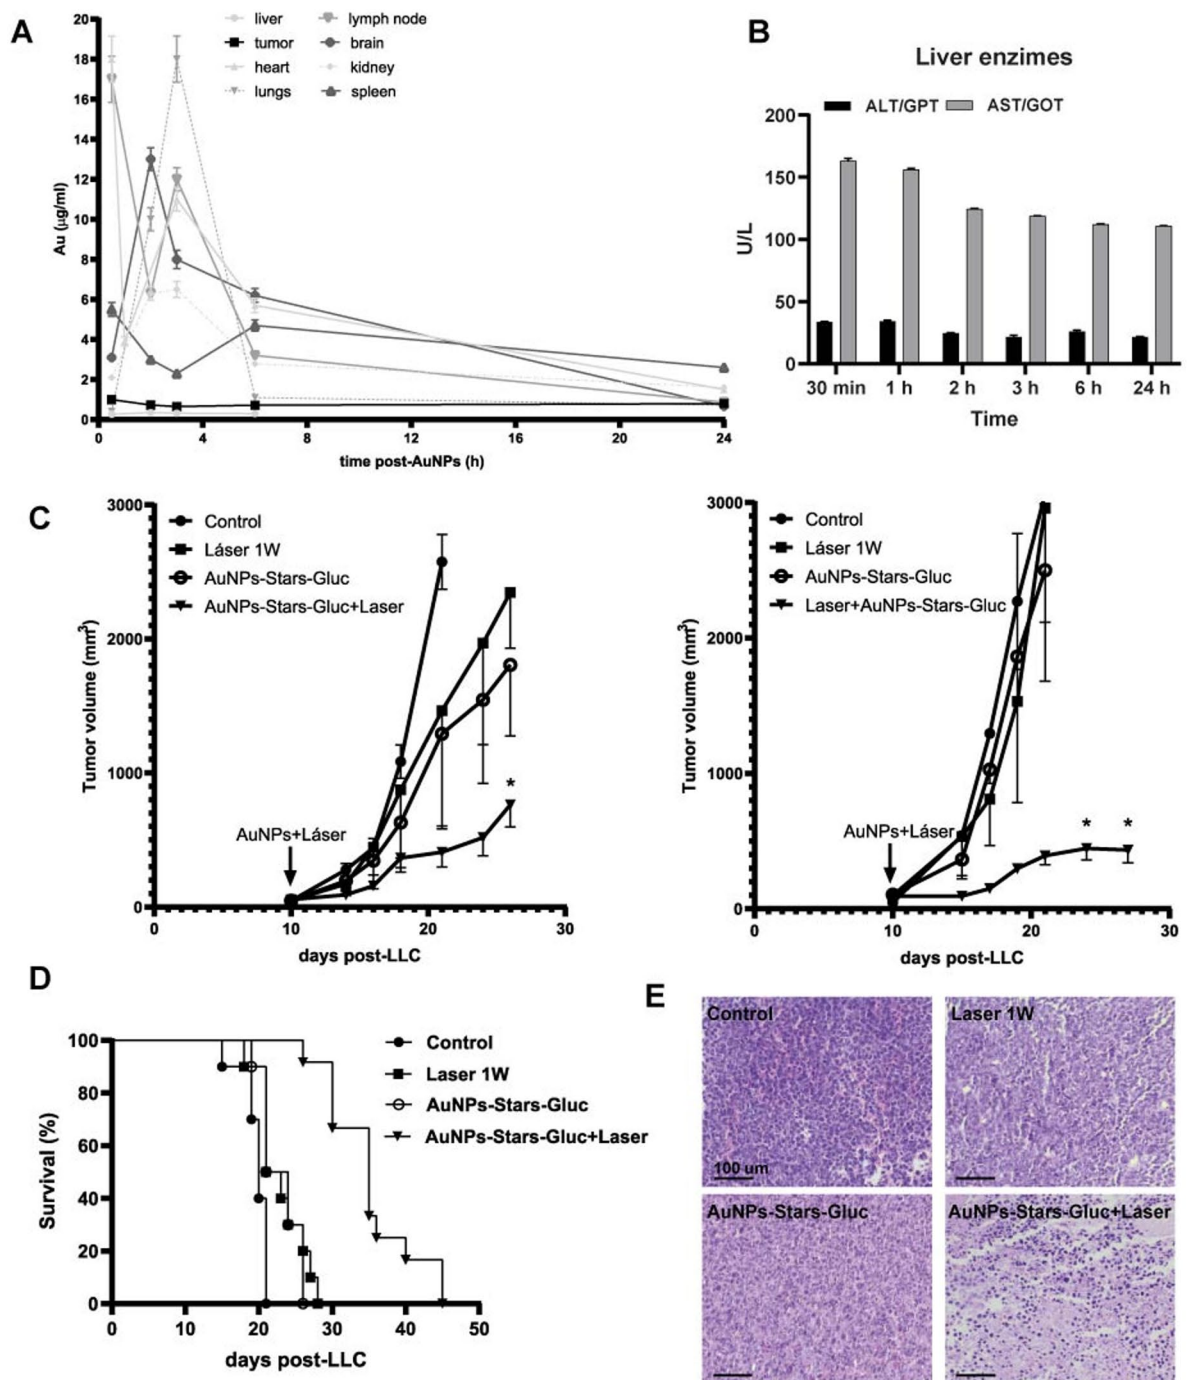 A
20
18
16
14
12
10
8
6
4
2
0
Au (µg/ml)
liver
tumor
heart
lungs
lymph node
brain
kidney
spleen
0 4 8 12 16 20 24
time post-AuNPs (h)
B
Liver enzimes
ALT/GPT AST/GOT
200
150
100
50
0
U/L
30 min 1 h 2 h 3 h 6 h 24 h
Time
C
3000
2000
1000
0
Tumor volume (mm³)
Control
Láser 1W
AuNPs-Stars-Gluc
AuNPs-Stars-Gluc+Laser
AuNPs+Láser
*
0 10 20 30
days post-LLC
3000
2000
1000
0
Tumor volume (mm³)
Control
Láser 1W
AuNPs-Stars-Gluc
Laser+AuNPs-Stars-Gluc
AuNPs+Láser
* *
0 10 20 30
days post-LLC
D
100
80
60
40
20
0
Survival (%)
Control
Laser 1W
AuNPs-Stars-Gluc
AuNPs-Stars-Gluc+Laser
0 10 20 30 40 50
days post-LLC
E
Control
100 um
Laser 1W
AuNPs-Stars-Gluc
AuNPs-Stars-Gluc+Laser